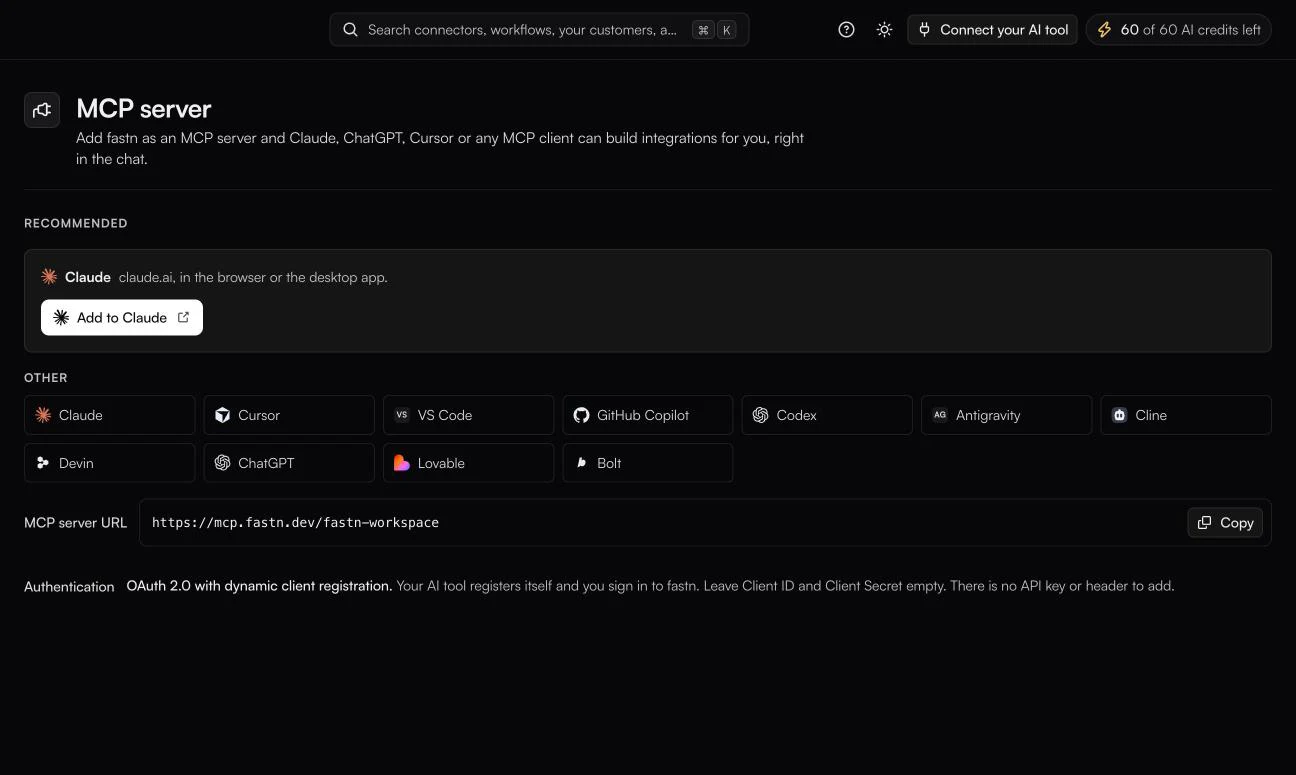 Search connectors, workflows, your customers, a... ⌘ K
Connect your AI tool
60 of 60 AI credits left
MCP server
Add fastn as an MCP server and Claude, ChatGPT, Cursor or any MCP client can build integrations for you, right
in the chat.
RECOMMENDED
Claude claude.ai, in the browser or the desktop app.
Add to Claude
OTHER
Claude
Cursor
VS VS Code
GitHub Copilot
Codex
AG Antigravity
Cline
Devin
ChatGPT
Lovable
Bolt
MCP server URL https://mcp.fastn.dev/fastn-workspace Copy
Authentication OAuth 2.0 with dynamic client registration. Your AI tool registers itself and you sign in to fastn. Leave Client ID and Client Secret empty. There is no API key or header to add.